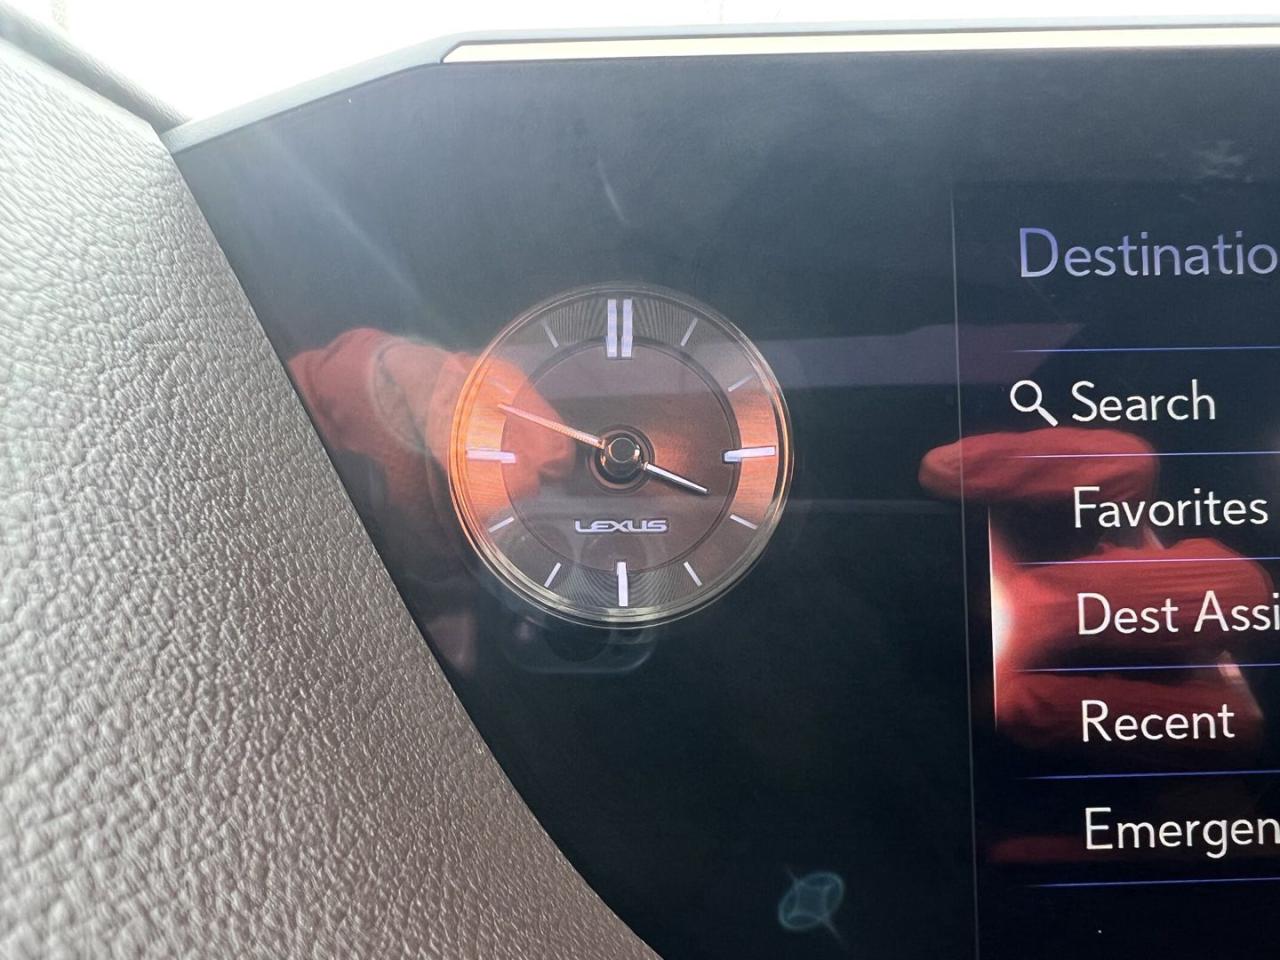 Destinatio
Search
Favorites
LEXUS
Dest Assi
Recent
Emergen